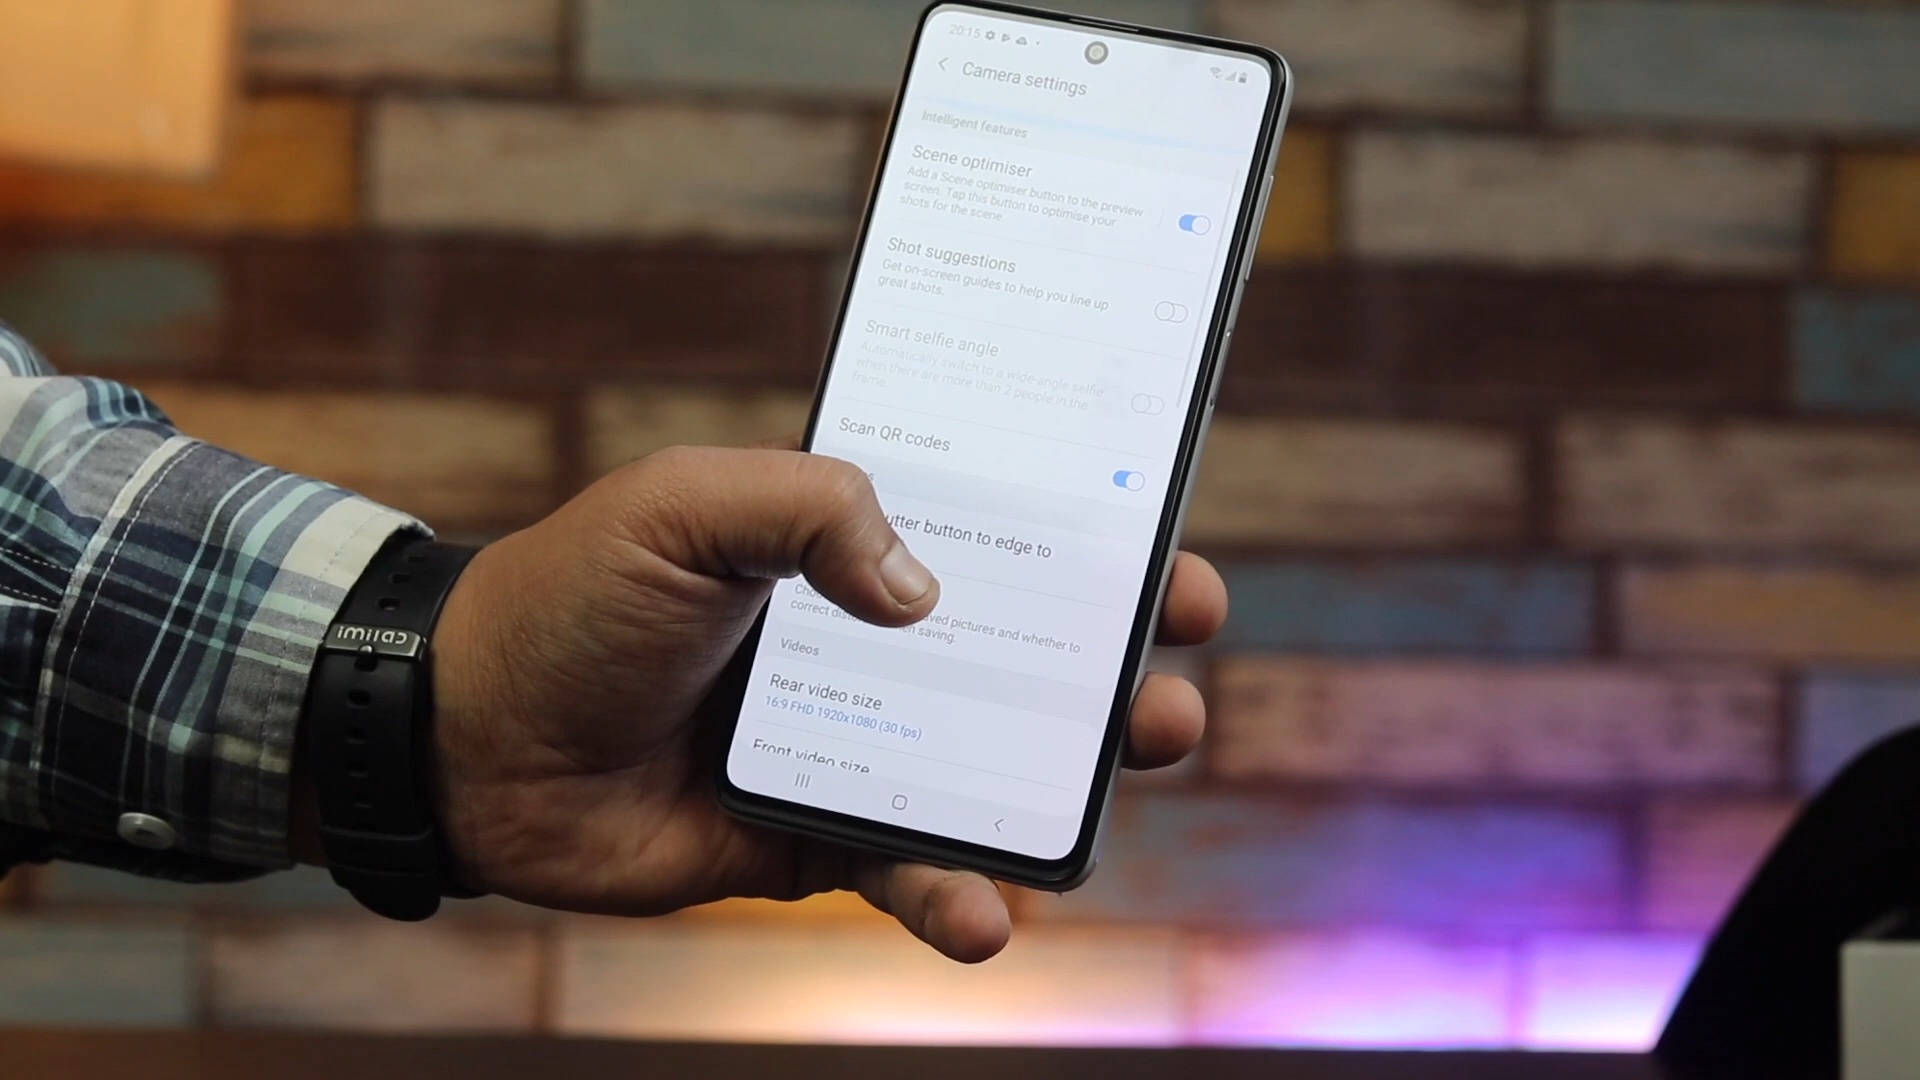 20:15
Camera settings
Intelligent features
Scene optimiser
Add a Scene optimiser button to the preview
screen. Tap this button to optimise your
shots for the scene.
Shot suggestions
Get on-screen guides to help you line up
great shots.
Smart selfie angle
Automatically switch to a wide-angle selfie
when there are more than 2 people in the
frame.
Scan QR codes
button to edge to
pictures and whether to
correct saving.
Videos
Rear video size
16:9 FHD 1920x1080 (30 fps)
Front video size
imilab